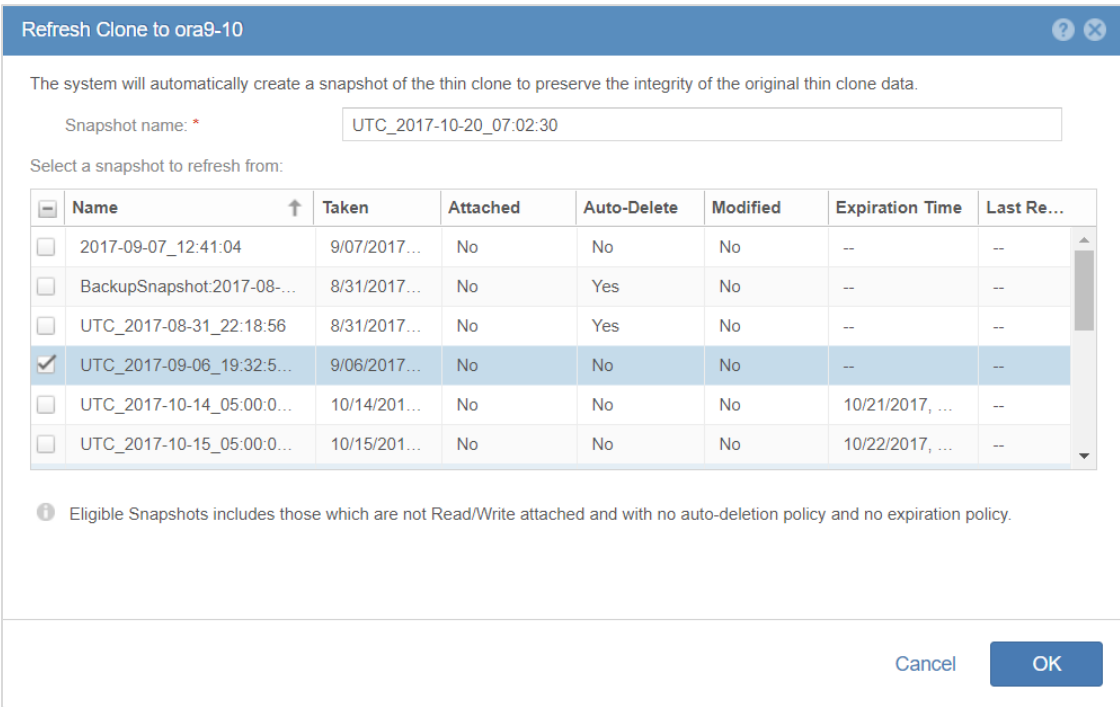 Refresh Clone to ora9-10
The system will automatically create a snapshot of the thin clone to preserve the integrity of the original thin clone data.
Snapshot name: * UTC_2017-10-20_07:02:30
Select a snapshot to refresh from:
Name Taken Attached Auto-Delete Modified Expiration Time Last Re...
2017-09-07_12:41:04 9/07/2017... No No No -- --
BackupSnapshot:2017-08-... 8/31/2017... No Yes No -- --
UTC_2017-08-31_22:18:56 8/31/2017... No Yes No -- --
UTC_2017-09-06_19:32:5... 9/06/2017... No No No -- --
UTC_2017-10-14_05:00:0... 10/14/201... No No No 10/21/2017, ... --
UTC_2017-10-15_05:00:0... 10/15/201... No No No 10/22/2017, ... --
Eligible Snapshots includes those which are not Read/Write attached and with no auto-deletion policy and no expiration policy.
Cancel OK